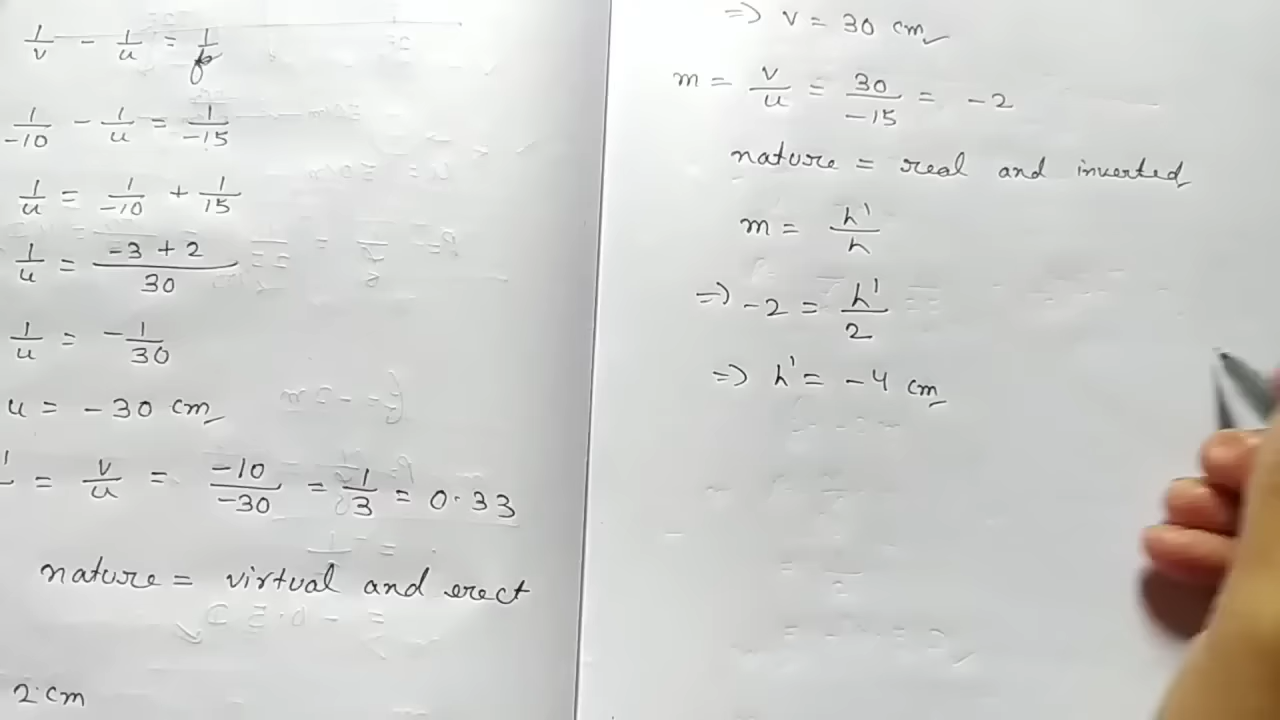 1/v - 1/u = 1/f
1/-10 - 1/u = 1/-15
1/u = 1/-10 + 1/15
1/u = -3 + 2/30
1/u = -1/30
u = -30 cm
= v/u = -10/-30 = 1/3 = 0.33
nature = virtual and erect
2 cm
=> v = 30 cm
m = v/u = 30/-15 = -2
nature = real and inverted
m = h'/h
=> -2 = h'/2
=> h' = -4 cm